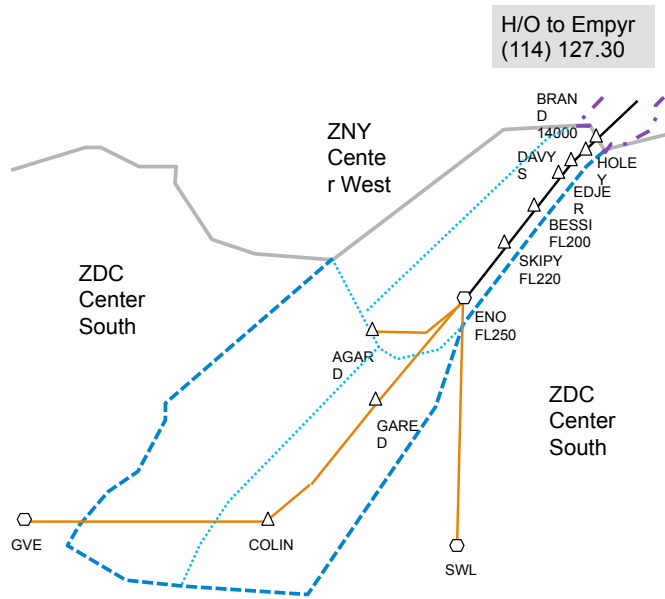 H/O to Empyr
(114) 127.30
BRAN
D
14000
ZNY
Cente
r West
DAVY
S
HOLE
Y
EDJE
R
BESSI
FL200
SKIPY
FL220
ZDC
Center
South
ENO
FL250
AGAR
D
ZDC
Center
South
GARE
D
GVE
COLIN
SWL